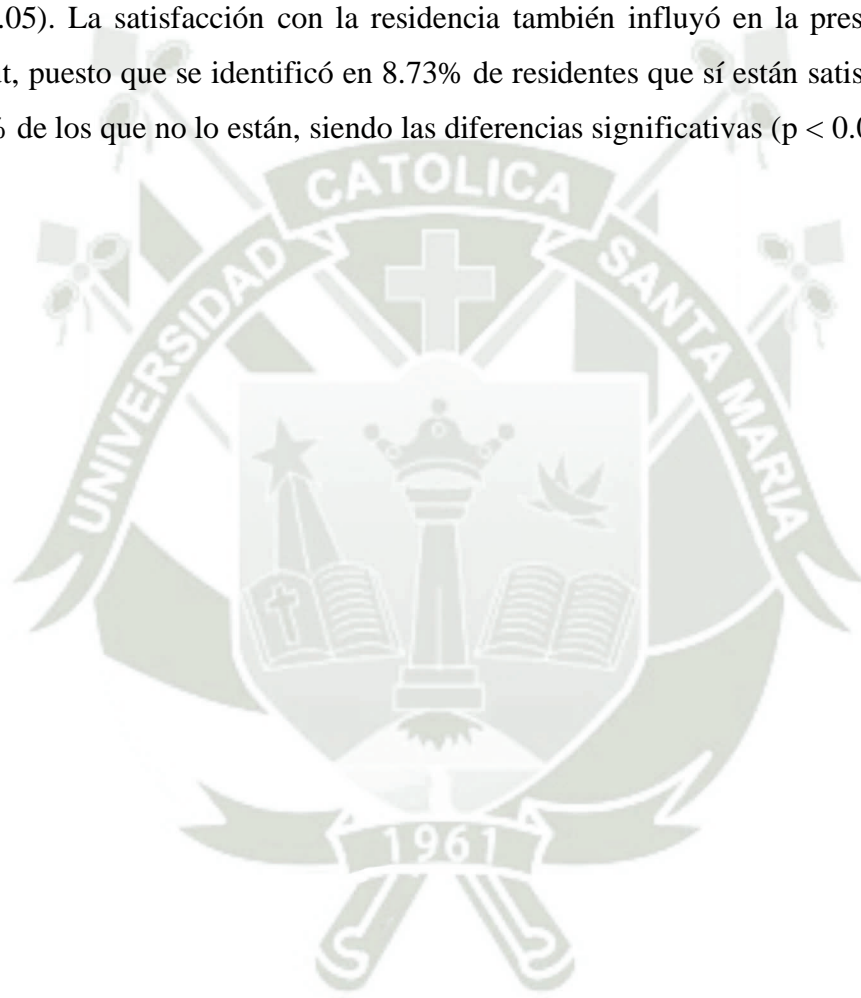 .05). La satisfacción con la residencia también influyó en la pres
t, puesto que se identificó en 8.73% de residentes que sí están satis
% de los que no lo están, siendo las diferencias significativas (p < 0.0
CATOLICA
UNIVERSIDAD
SANTA MARIA
1961